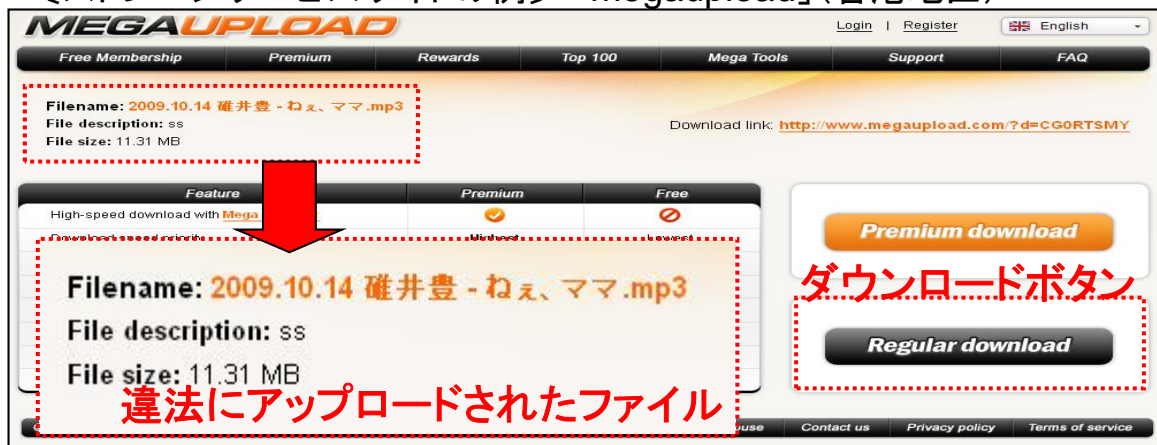 MEGAUPLOAD
Login | Register
English
Free Membership Premium Rewards Top 100 Mega Tools Support FAQ
Filename: 2009.10.14 碓井豊 - ねぇ、ママ.mp3
File description: ss
File size: 11.31 MB
Download link: http://www.megaupload.com/?d=CG0RTSMY
Feature Premium Free
High-speed download with Mega
Download speed priority Highest Lowest
Premium download
ダウンロードボタン
Regular download
Filename: 2009.10.14 碓井豊 - ねぇ、ママ.mp3
File description: ss
File size: 11.31 MB
違法にアップロードされたファイル
Contact us Privacy policy Terms of service